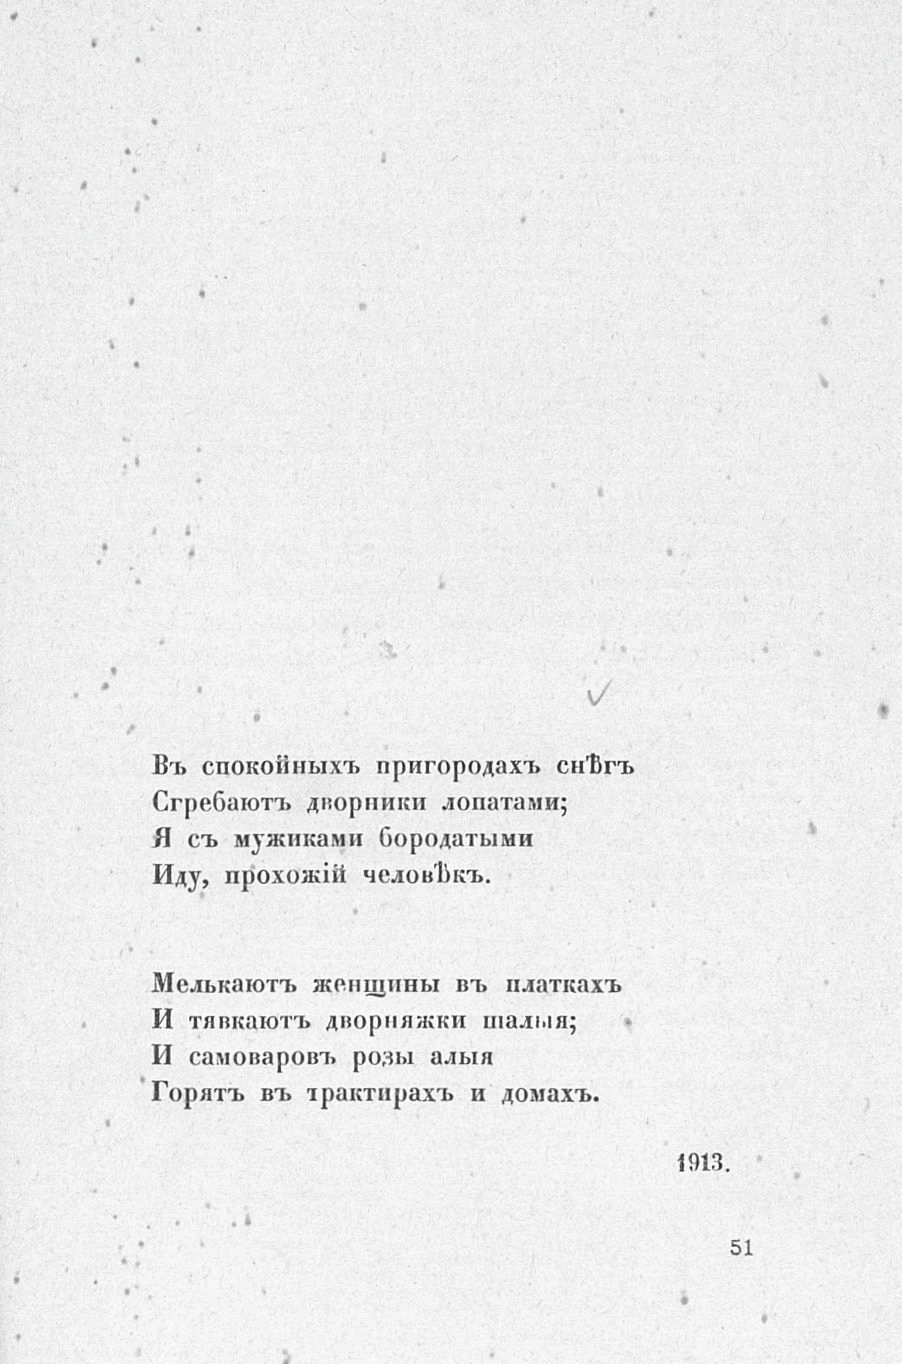 Въ спокойныхъ пригородахъ снѣгъ
Сгребаютъ дворники лопатами;
Я съ мужиками бородатыми
Иду, прохожій человѣкъ.
Мелькаютъ женщины въ платкахъ
И тявкаютъ дворняжки шалыя;
И самоваровъ розы алыя
Горятъ въ трактирахъ и домахъ.
1913.
51